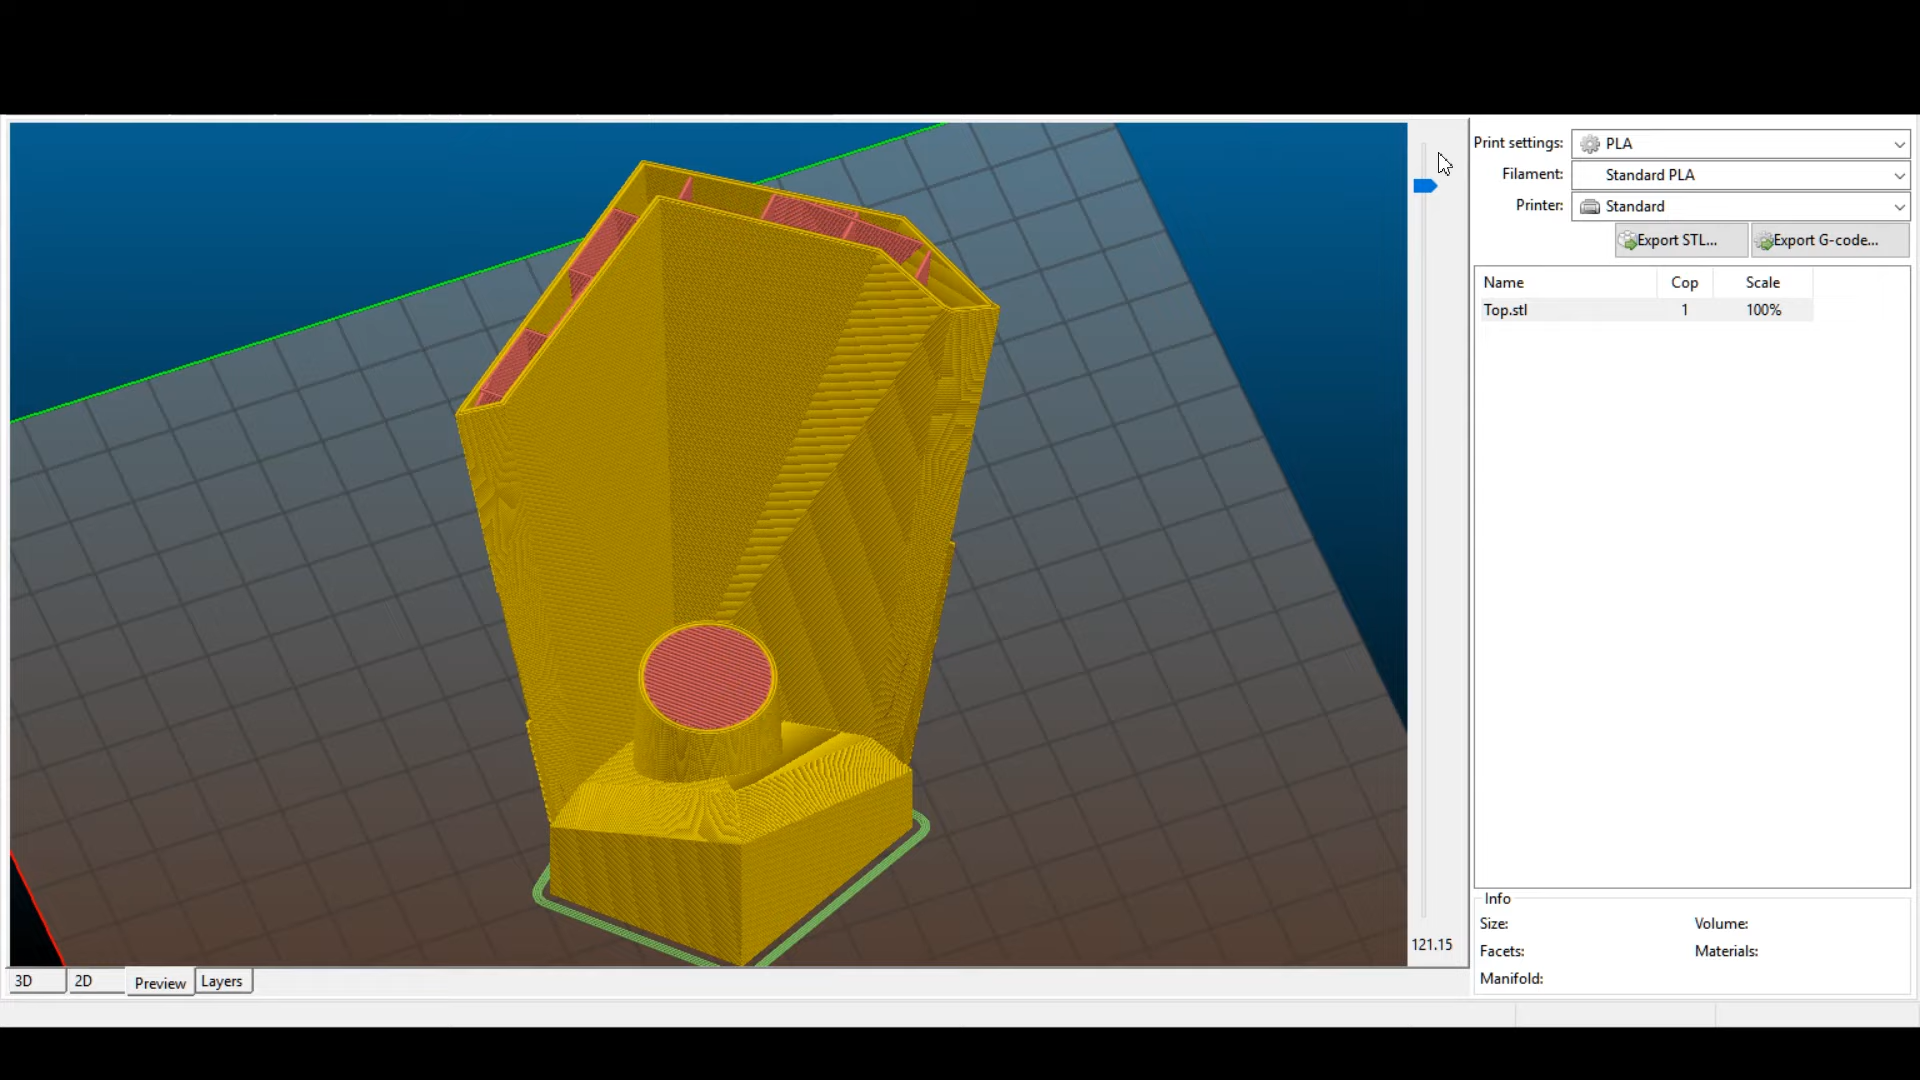 Print settings: PLA
Filament: Standard PLA
Printer: Standard
Export STL... Export G-code...
Name Cop Scale
Top.stl 1 100%
Info
Size: Volume:
Facets: Materials:
Manifold:
121.15
3D 2D Preview Layers